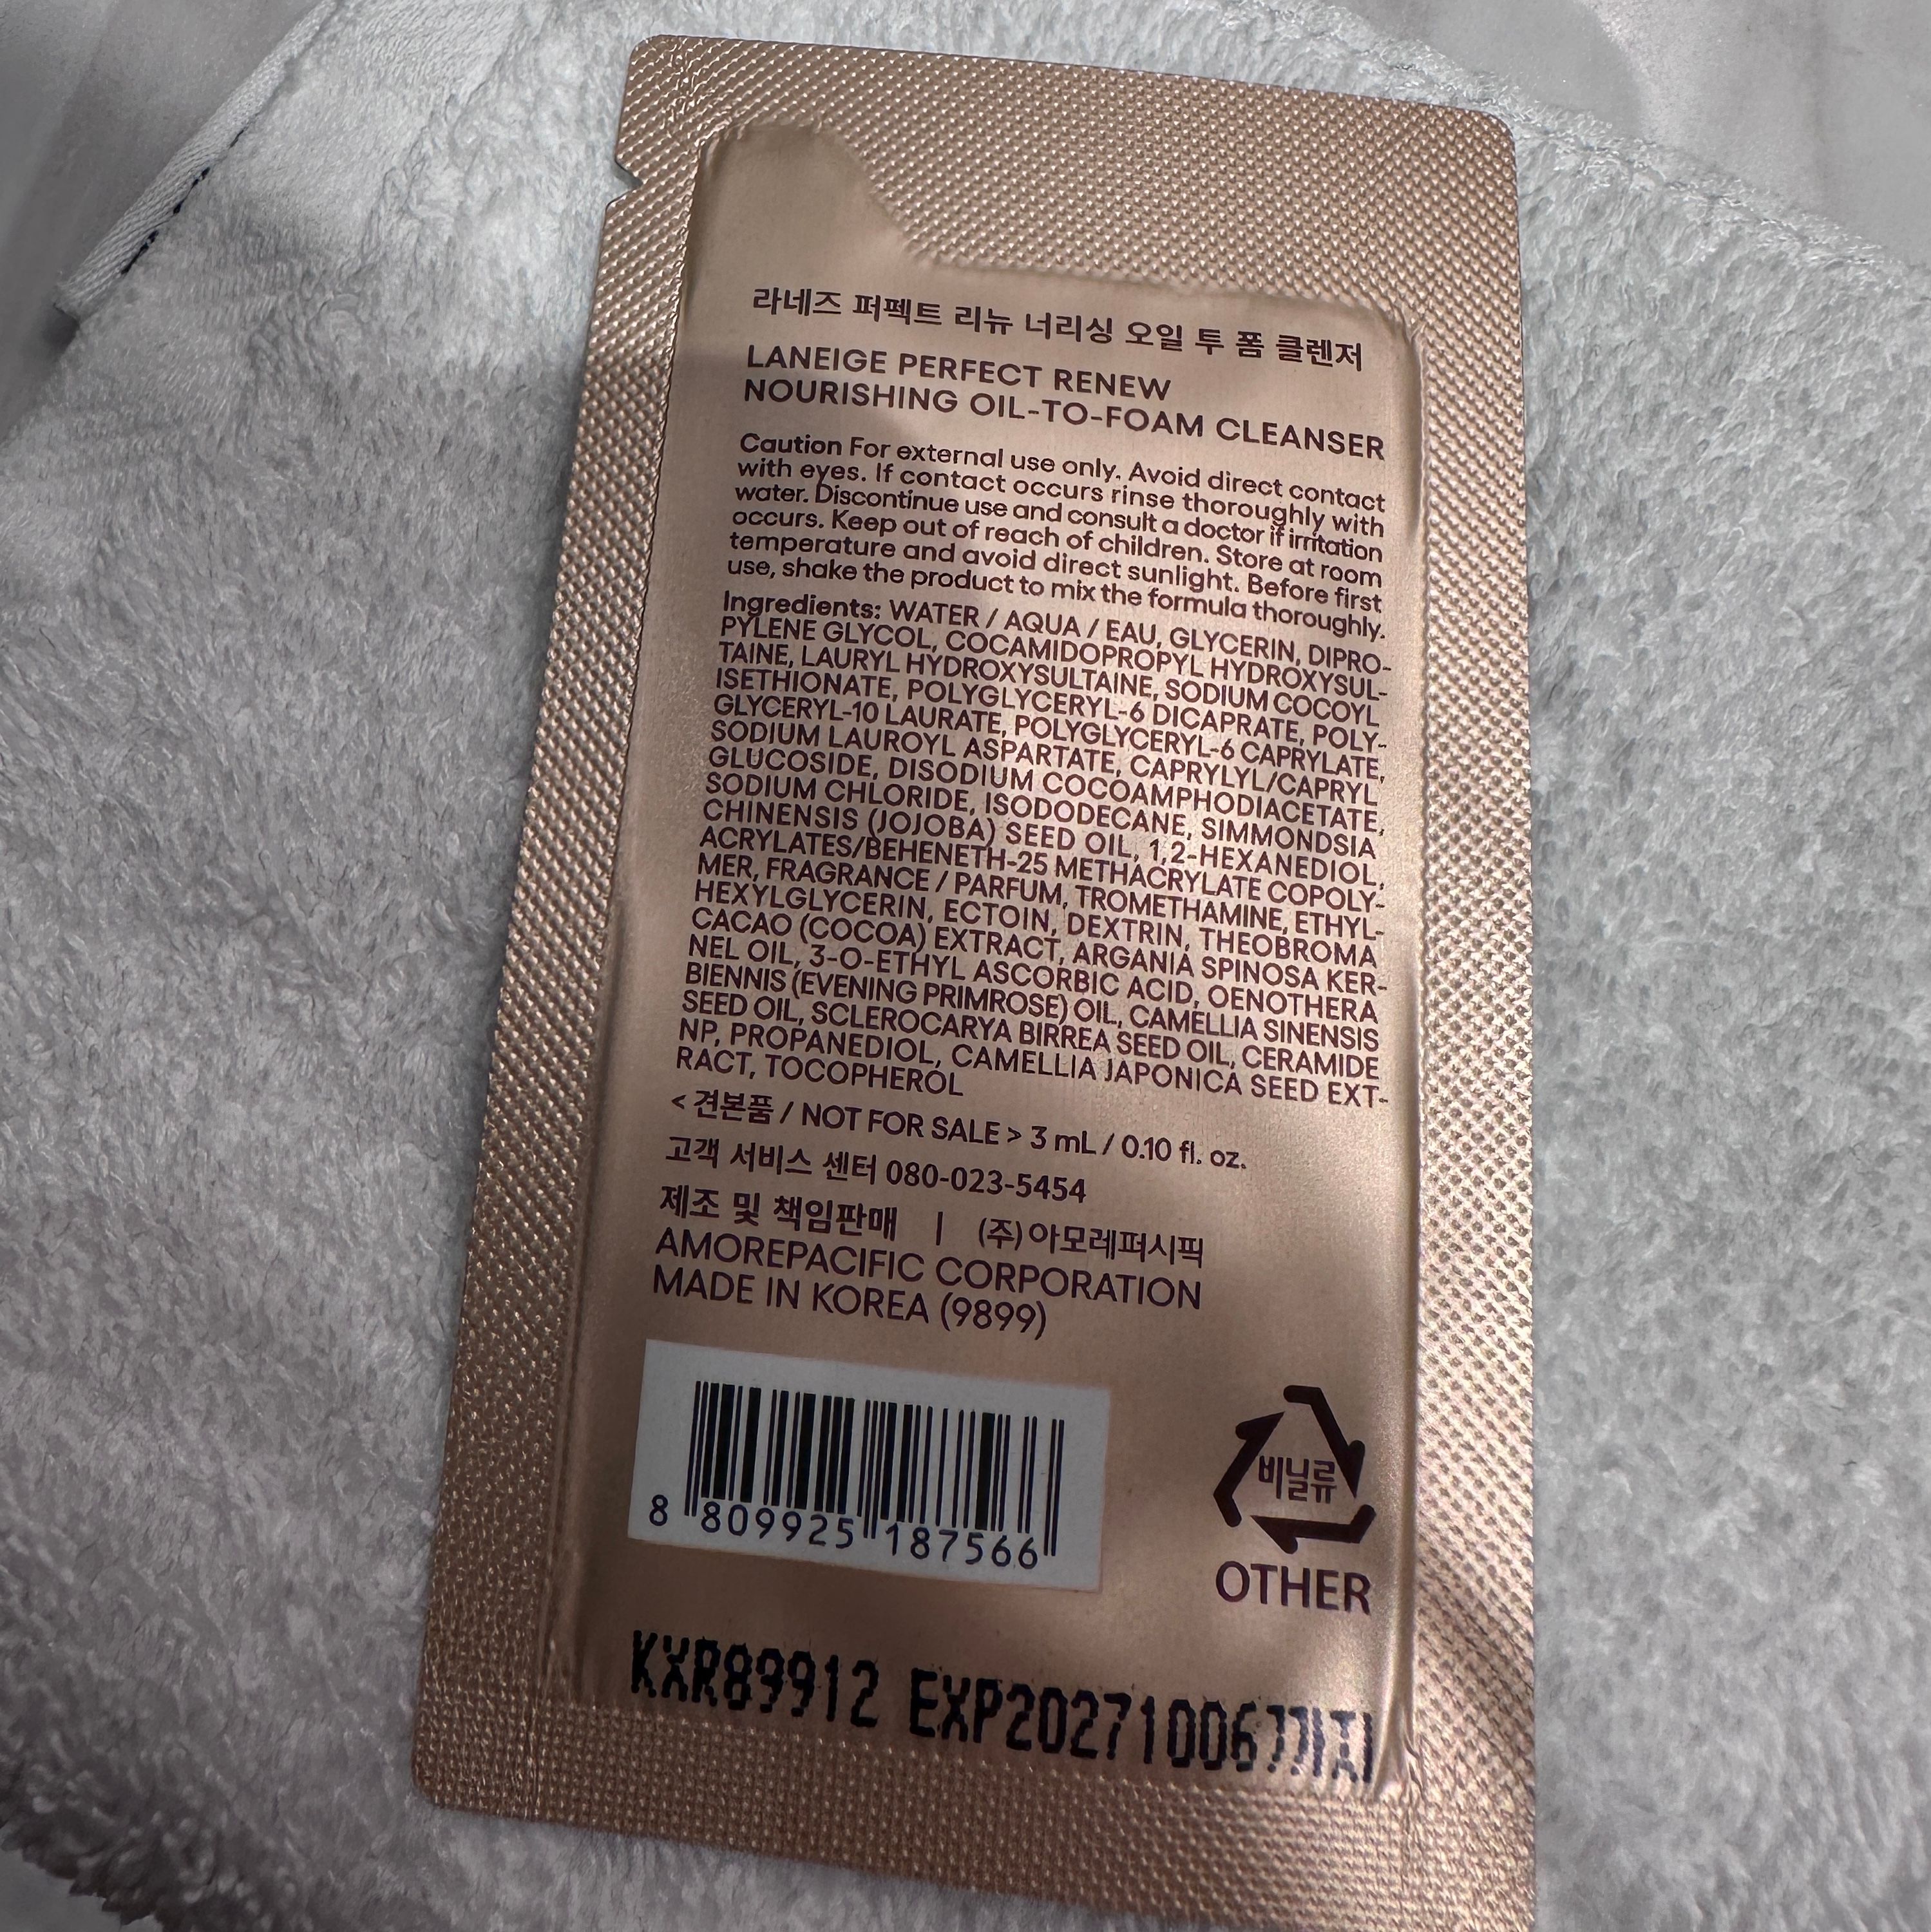 라네즈 퍼펙트 리뉴 너리싱 오일 투 폼 클렌저
LANEIGE PERFECT RENEW
NOURISHING OIL-TO-FOAM CLEANSER
Caution For external use only. Avoid direct contact
with eyes. If contact occurs rinse thoroughly with
water. Discontinue use and consult a doctor if irritation
occurs. Keep out of reach of children. Store at room
temperature and avoid direct sunlight. Before first
use, shake the product to mix the formula thoroughly.
Ingredients: WATER / AQUA / EAU, GLYCERIN, DIPRO-
PYLENE GLYCOL, COCAMIDOPROPYL HYDROXYSUL-
TAINE, LAURYL HYDROXYSULTAINE, SODIUM COCOYL
ISETHIONATE, POLYGLYCERYL-6 DICAPRATE, POLY-
GLYCERYL-10 LAURATE, POLYGLYCERYL-6 CAPRYLATE,
SODIUM LAUROYL ASPARTATE, CAPRYLYL/CAPRYL
GLUCOSIDE, DISODIUM COCOAMPHODIACETATE,
SODIUM CHLORIDE, ISODODECANE, SIMMONDSIA
CHINENSIS (JOJOBA) SEED OIL, 1,2-HEXANEDIOL,
ACRYLATES/BEHENETH-25 METHACRYLATE COPOLY-
MER, FRAGRANCE / PARFUM, TROMETHAMINE, ETHYL-
HEXYLGLYCERIN, ECTOIN, DEXTRIN, THEOBROMA
CACAO (COCOA) EXTRACT, ARGANIA SPINOSA KER-
NEL OIL, 3-O-ETHYL ASCORBIC ACID, OENOTHERA
BIENNIS (EVENING PRIMROSE) OIL, CAMELLIA SINENSIS
SEED OIL, SCLEROCARYA BIRREA SEED OIL, CERAMIDE
NP, PROPANEDIOL, CAMELLIA JAPONICA SEED EXT-
RACT, TOCOPHEROL
< 견본품 / NOT FOR SALE > 3 mL / 0.10 fl. oz.
고객 서비스 센터 080-023-5454
제조 및 책임판매 | (주)아모레퍼시픽
AMOREPACIFIC CORPORATION
MADE IN KOREA (9899)
8 809925 187566
비닐류
OTHER
KXR89912 EXP20271006까지